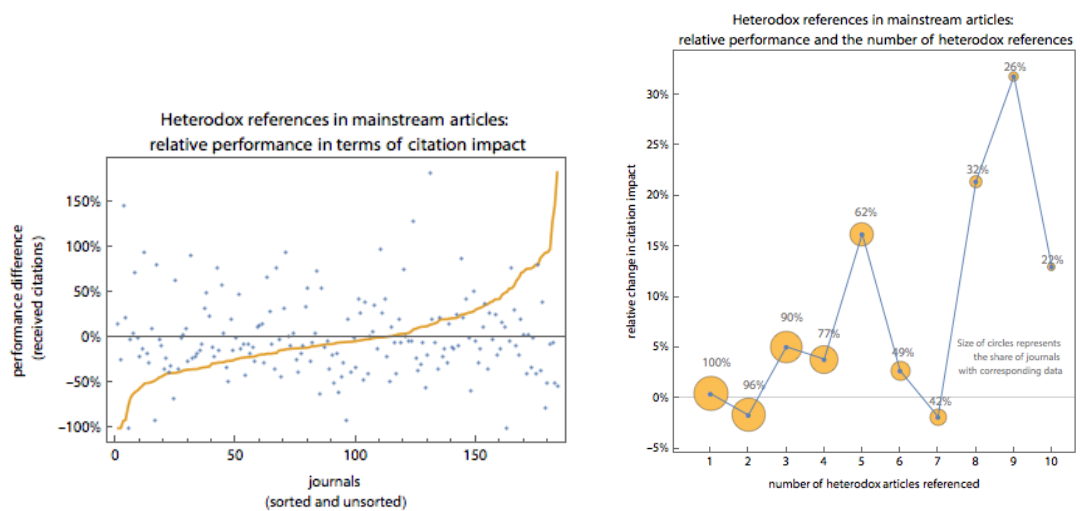 Heterodox references in mainstream articles:
relative performance in terms of citation impact
performance difference
(received citations)
150%
100%
50%
0%
−50%
−100%
0
50
100
150
journals
(sorted and unsorted)
Heterodox references in mainstream articles:
relative performance and the number of heterodox references
relative change in citation impact
30%
25%
20%
15%
10%
5%
0%
−5%
100%
96%
90%
77%
62%
49%
42%
32%
26%
22%
Size of circles represents
the share of journals
with corresponding data
1
2
3
4
5
6
7
8
9
10
number of heterodox articles referenced